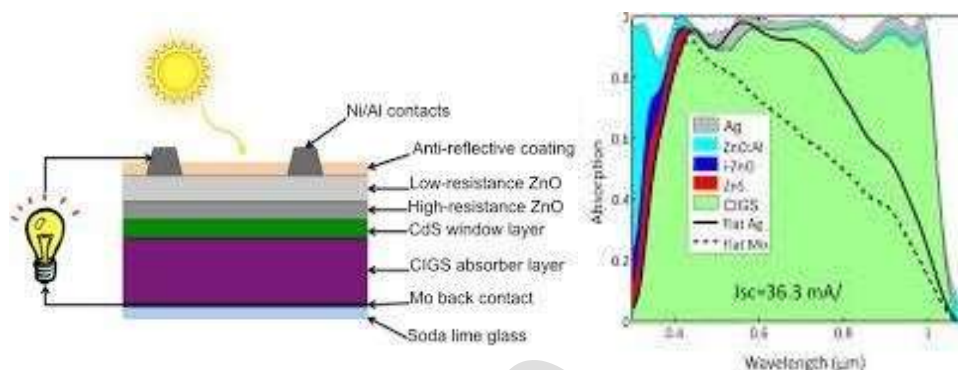 Ni/Al contacts
Anti-reflective coating
Low-resistance ZnO
High-resistance ZnO
CdS window layer
CIGS absorber layer
Mo back contact
Soda lime glass
1
0.8
0.6
0.4
0.2
0
Absorption
Ag
ZnO:Al
i-ZnO
ZnS
CIGS
flat Ag
flat Mo
Jsc=36.3 mA/
0.4
0.6
0.8
1
Wavelength (μm)